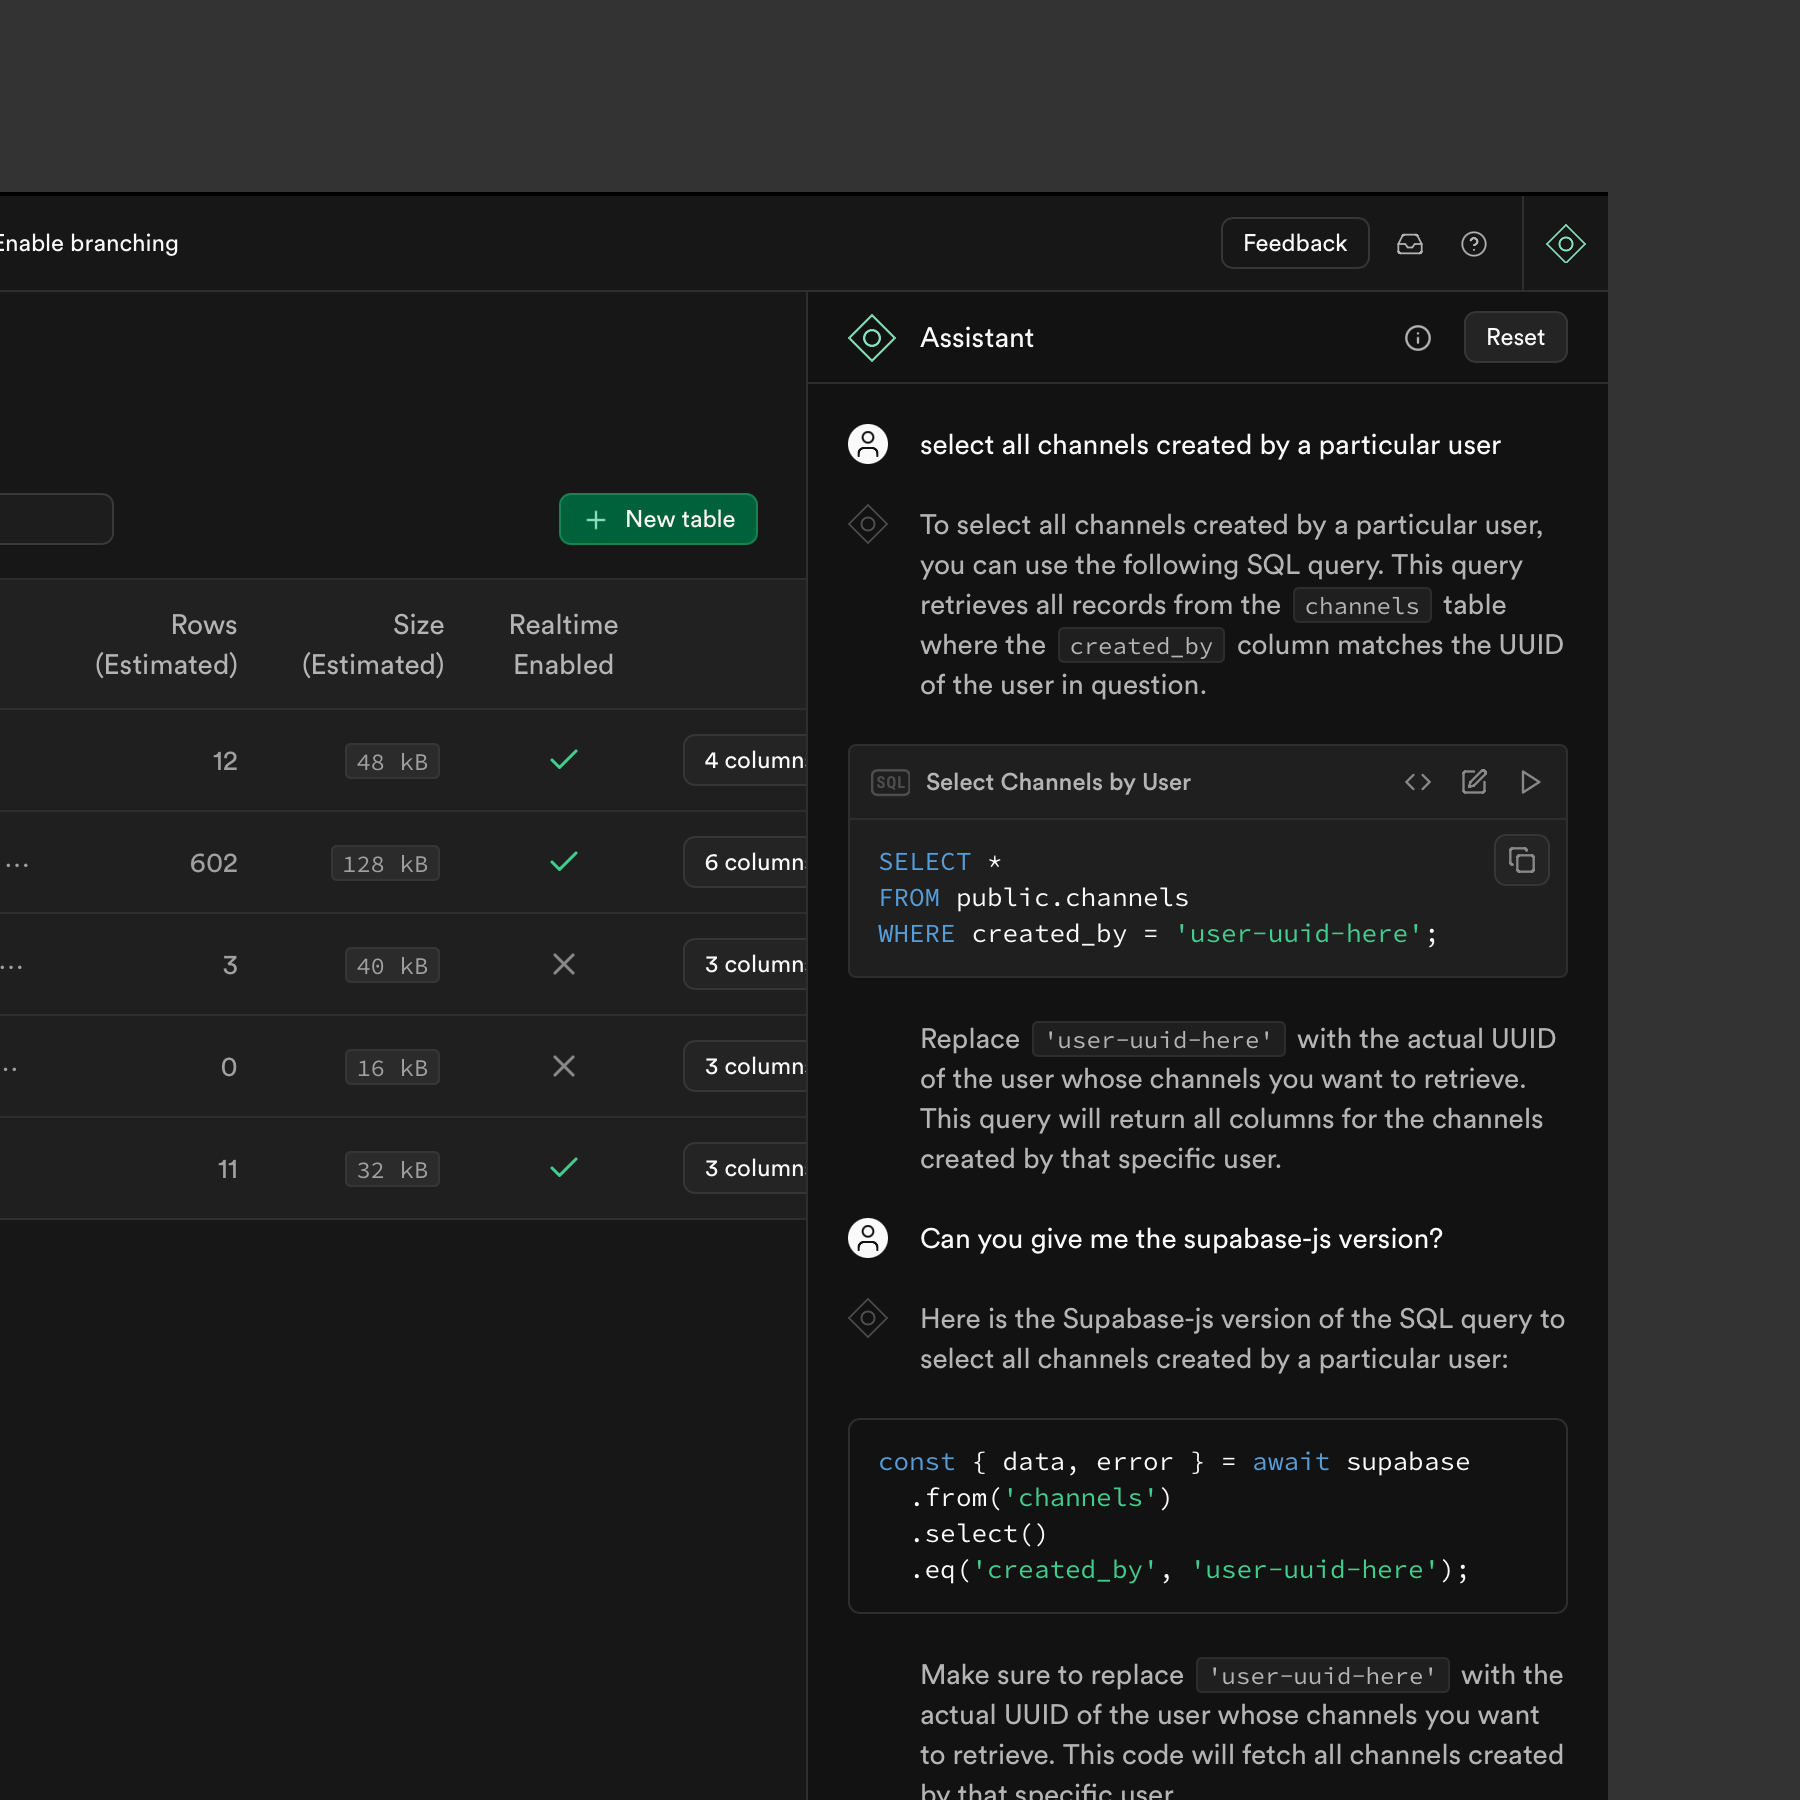 Enable branching
Feedback
Assistant
Reset
select all channels created by a particular user
To select all channels created by a particular user,
you can use the following SQL query. This query
retrieves all records from the channels table
where the created_by column matches the UUID
of the user in question.
New table
Rows
(Estimated)
Size
(Estimated)
Realtime
Enabled
12 48 kB 4 column
... 602 128 kB 6 column
... 3 40 kB 3 column
.. 0 16 kB 3 column
11 32 kB 3 column
SQL Select Channels by User
SELECT *
FROM public.channels
WHERE created_by = 'user-uuid-here';
Replace 'user-uuid-here' with the actual UUID
of the user whose channels you want to retrieve.
This query will return all columns for the channels
created by that specific user.
Can you give me the supabase-js version?
Here is the Supabase-js version of the SQL query to
select all channels created by a particular user:
const { data, error } = await supabase
.from('channels')
.select()
.eq('created_by', 'user-uuid-here');
Make sure to replace 'user-uuid-here' with the
actual UUID of the user whose channels you want
to retrieve. This code will fetch all channels created
by that specific user